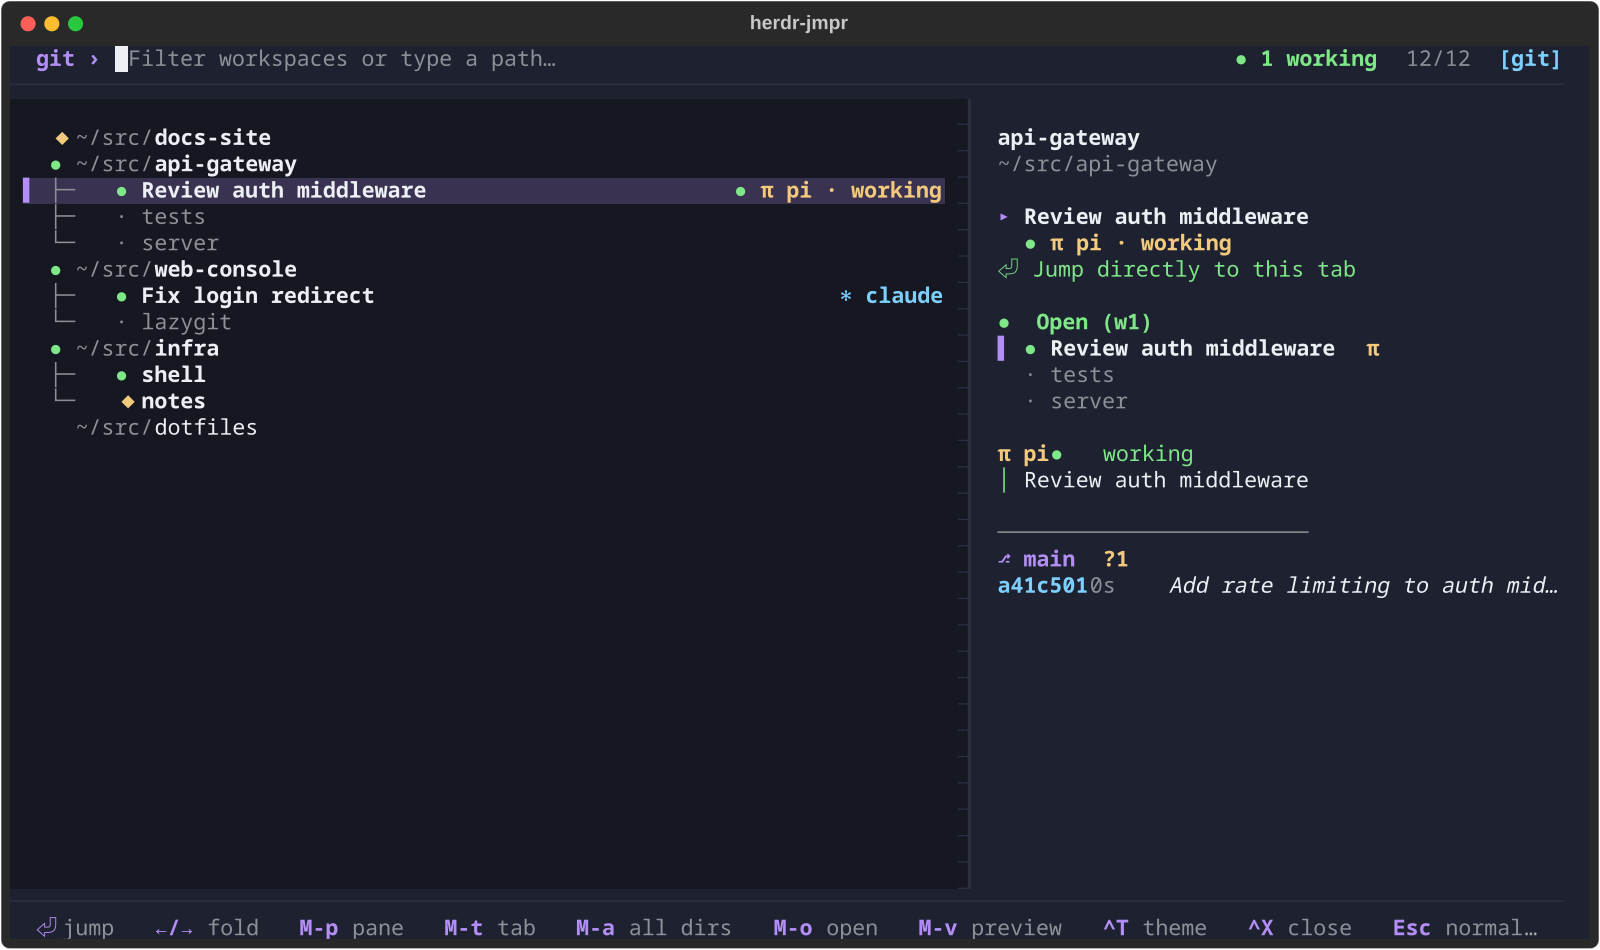 herdr-jmpr
git › Filter workspaces or type a path… ● 1 working 12/12 [git]
◆ ~/src/docs-site
● ~/src/api-gateway
├─ ● Review auth middleware ● π pi · working
├─ · tests
└─ · server
● ~/src/web-console
├─ ● Fix login redirect * claude
└─ · lazygit
● ~/src/infra
├─ ● shell
└─ ◆ notes
~/src/dotfiles
api-gateway
~/src/api-gateway
▸ Review auth middleware
● π pi · working
⏎ Jump directly to this tab
● Open (w1)
● Review auth middleware π
· tests
· server
π pi● working
│ Review auth middleware
⎇ main ?1
a41c5010s Add rate limiting to auth mid…
⏎ jump ←/→ fold M-p pane M-t tab M-a all dirs M-o open M-v preview ^T theme ^X close Esc normal…